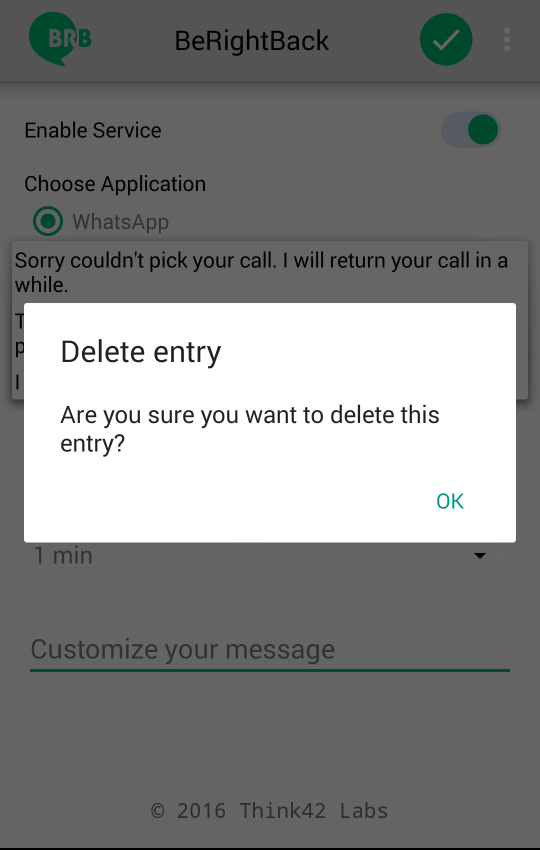 BRB
BeRightBack
Enable Service
Choose Application
WhatsApp
Sorry couldn't pick your call. I will return your call in a
while.
T
p
I
Delete entry
Are you sure you want to delete this
entry?
OK
1 min
Customize your message
© 2016 Think42 Labs